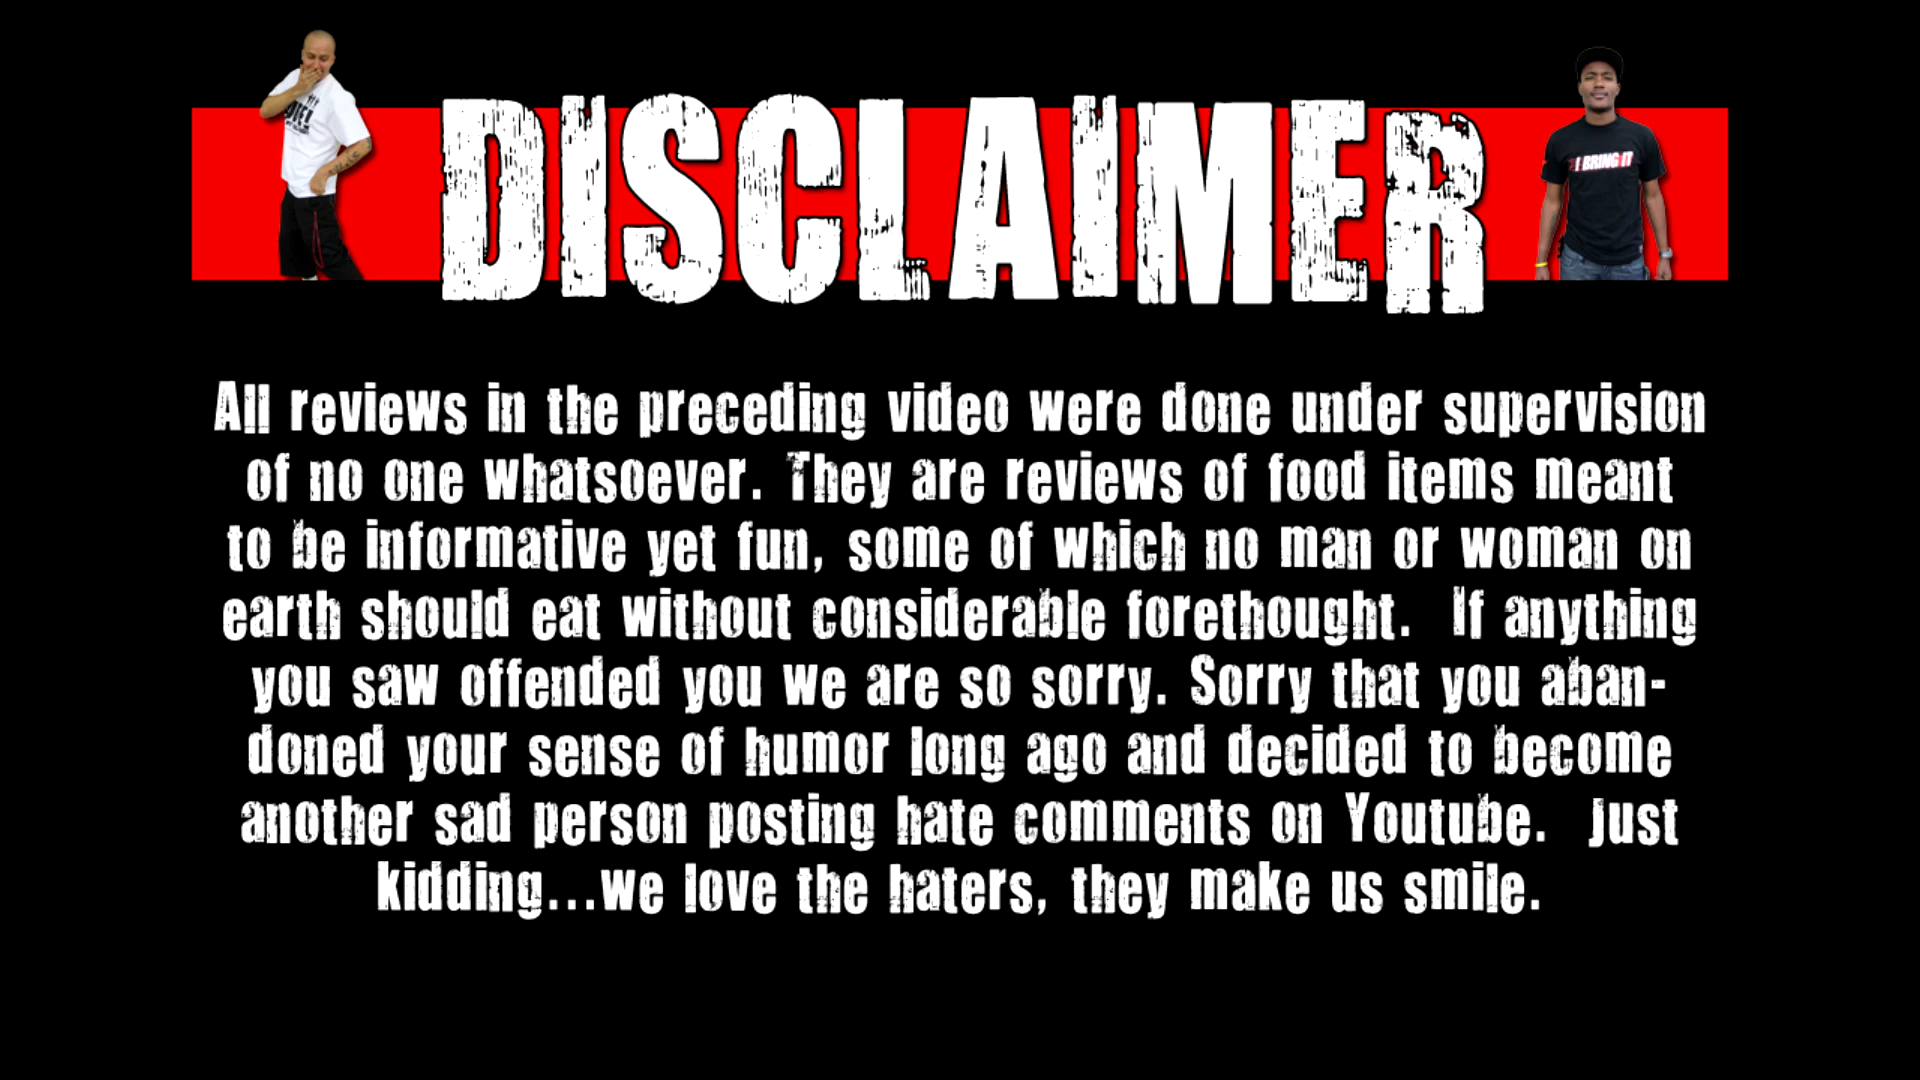 DISCLAIMER
DIET
I BRING IT
All reviews in the preceding video were done under supervision
of no one whatsoever. They are reviews of food items meant
to be informative yet fun, some of which no man or woman on
earth should eat without considerable forethought. If anything
you saw offended you we are so sorry. Sorry that you aban-
doned your sense of humor long ago and decided to become
another sad person posting hate comments on Youtube. Just
kidding...we love the haters, they make us smile.